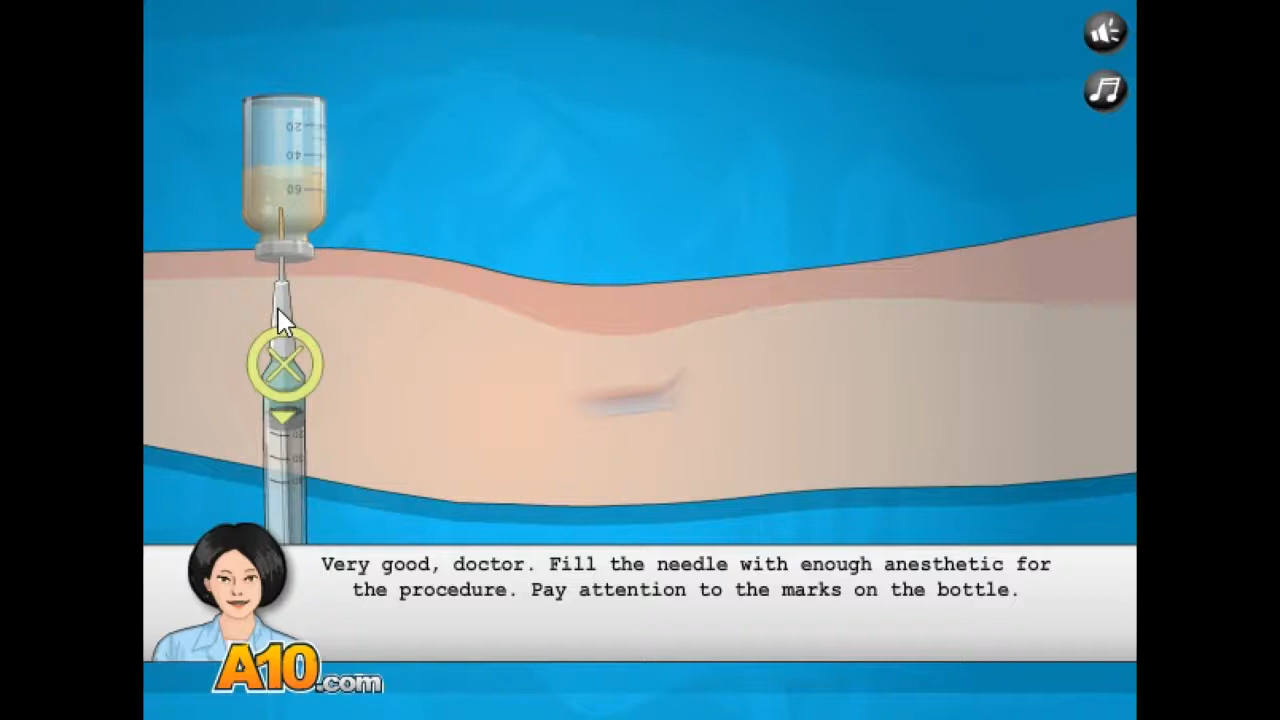 20
40
60
20
Very good, doctor. Fill the needle with enough anesthetic for
the procedure. Pay attention to the marks on the bottle.
A10.com